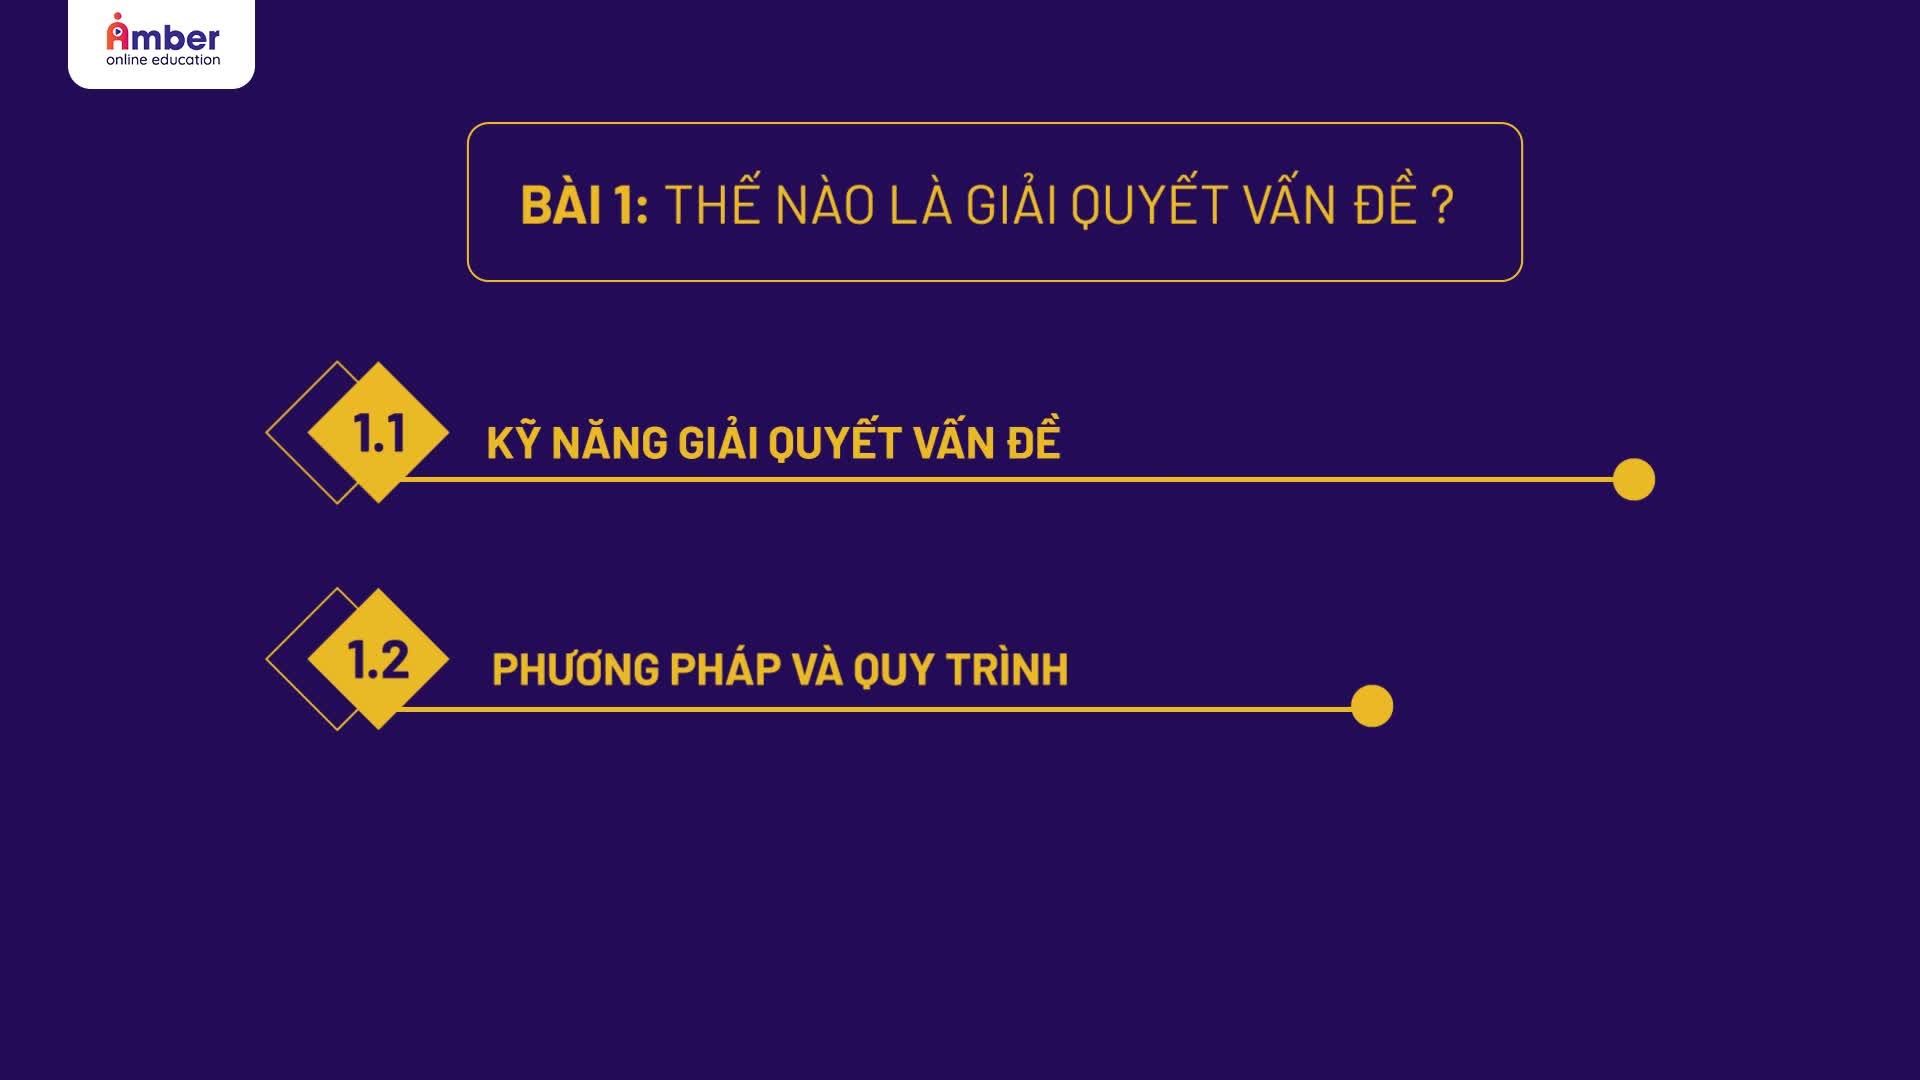 amber
online education
BÀI 1: THẾ NÀO LÀ GIẢI QUYẾT VẤN ĐỀ ?
1.1
KỸ NĂNG GIẢI QUYẾT VẤN ĐỀ
1.2
PHƯƠNG PHÁP VÀ QUY TRÌNH